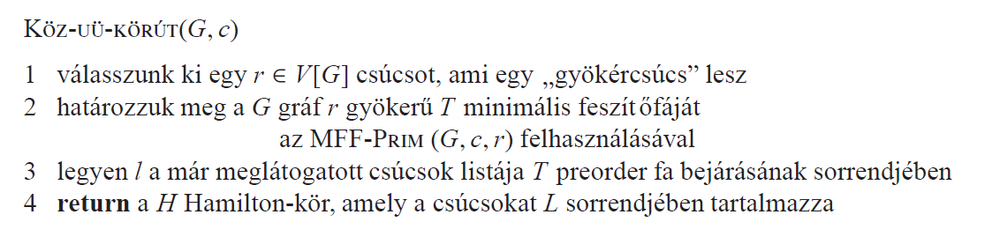 KÖZ-UÜ-KÖRÚT(G, c)
1 válasszunk ki egy r ∈ V[G] csúcsot, ami egy „gyökércsúcs” lesz
2 határozzuk meg a G gráf r gyökerű T minimális feszítőfáját
az MFF-PRIM (G, c, r) felhasználásával
3 legyen l a már meglátogatott csúcsok listája T preorder fa bejárásának sorrendjében
4 return a H Hamilton-kör, amely a csúcsokat L sorrendjében tartalmazza